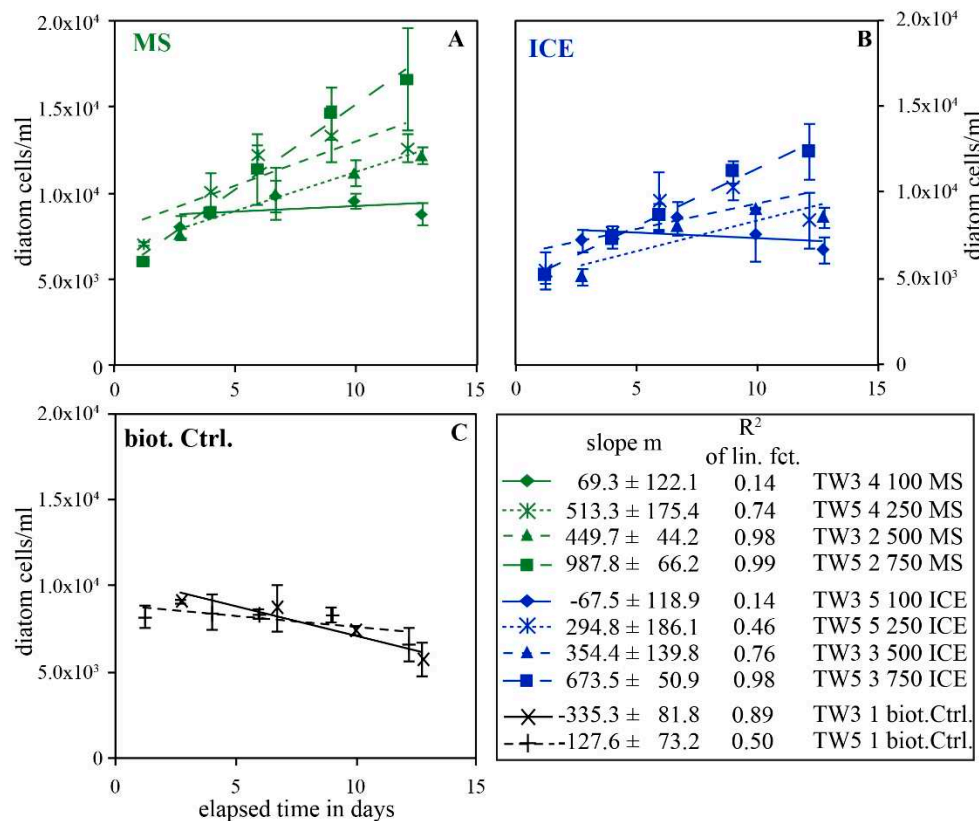 MS
A
2.0x10⁴
1.5x10⁴
1.0x10⁴
5.0x10³
0
diatom cells/ml
0 5 10 15
ICE
B
2.0x10⁴
1.5x10⁴
1.0x10⁴
5.0x10³
0
diatom cells/ml
0 5 10 15
biot. Ctrl.
C
2.0x10⁴
1.5x10⁴
1.0x10⁴
5.0x10³
0
diatom cells/ml
0 5 10 15
elapsed time in days
slope m R²
of lin. fct.
69.3 ± 122.1 0.14 TW3 4 100 MS
513.3 ± 175.4 0.74 TW5 4 250 MS
449.7 ± 44.2 0.98 TW3 2 500 MS
987.8 ± 66.2 0.99 TW5 2 750 MS
-67.5 ± 118.9 0.14 TW3 5 100 ICE
294.8 ± 186.1 0.46 TW5 5 250 ICE
354.4 ± 139.8 0.76 TW3 3 500 ICE
673.5 ± 50.9 0.98 TW5 3 750 ICE
-335.3 ± 81.8 0.89 TW3 1 biot.Ctrl.
-127.6 ± 73.2 0.50 TW5 1 biot.Ctrl.